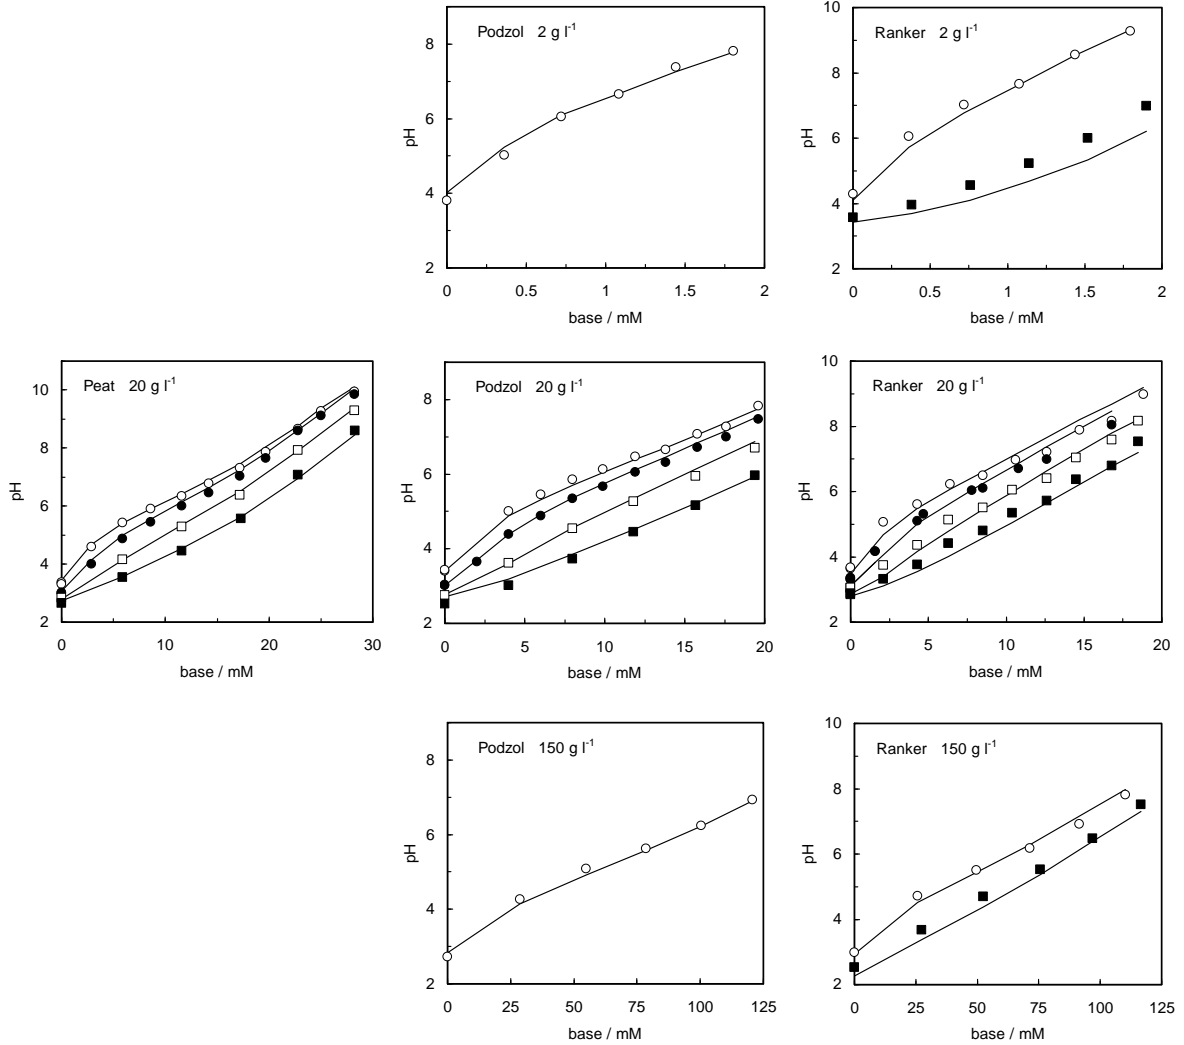 Podzol 2 g l-1
8
6
4
2
pH
0 0.5 1 1.5 2
base / mM
Ranker 2 g l-1
10
8
6
4
2
pH
0 0.5 1 1.5 2
base / mM
Peat 20 g l-1
10
8
6
4
2
pH
0 10 20 30
base / mM
Podzol 20 g l-1
8
6
4
2
pH
0 5 10 15 20
base / mM
Ranker 20 g l-1
10
8
6
4
2
pH
0 5 10 15 20
base / mM
Podzol 150 g l-1
8
6
4
2
pH
0 25 50 75 100 125
base / mM
Ranker 150 g l-1
10
8
6
4
2
pH
0 25 50 75 100 125
base / mM